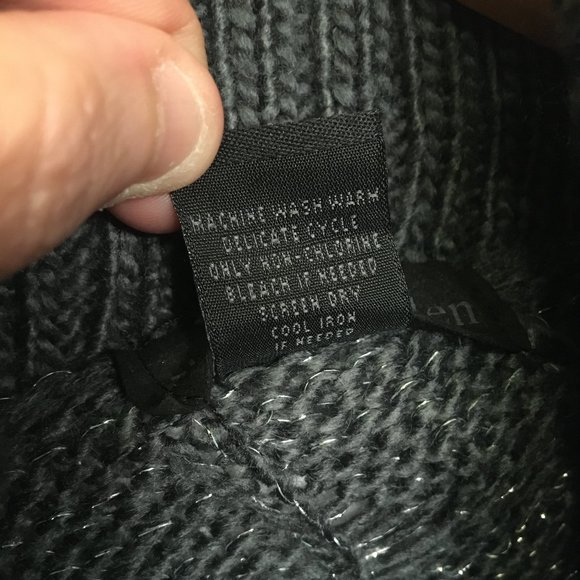 MACHINE WASH WARM
DELICATE CYCLE
ONLY NON-CHLORINE
BLEACH IF NEEDED
SCREEN DRY
COOL IRON
IF NEEDED